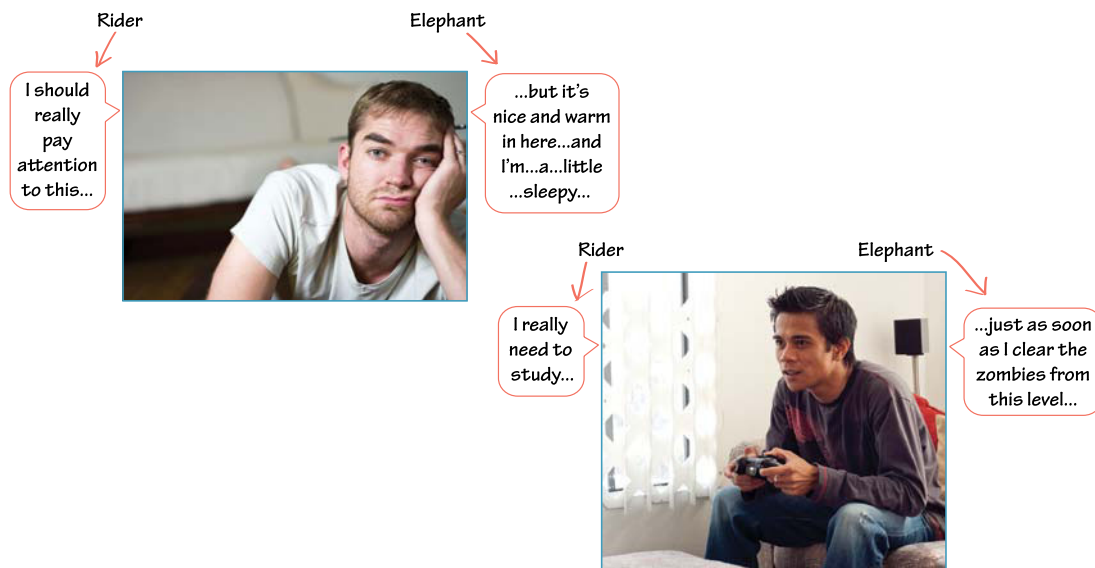 Rider
Elephant
I should
really
pay
attention
to this...
...but it's
nice and warm
in here...and
I'm...a...little
...sleepy...
Rider
Elephant
I really
need to
study...
...just as soon
as I clear the
zombies from
this level...